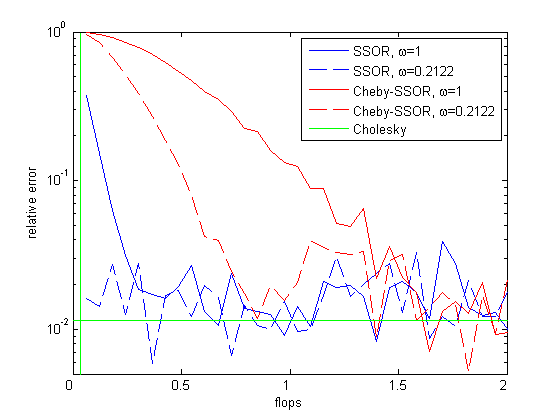 10^0
SSOR, ω=1
SSOR, ω=0.2122
Cheby-SSOR, ω=1
Cheby-SSOR, ω=0.2122
Cholesky
10^-1
10^-2
relative error
0 0.5 1 1.5 2
flops